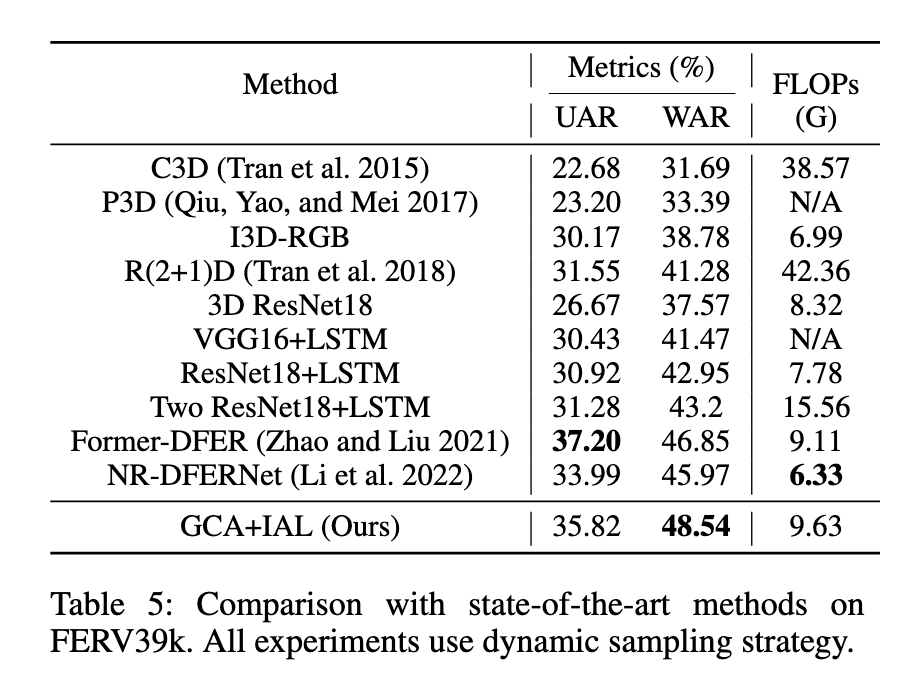 Method Metrics (%) FLOPs
UAR WAR (G)
C3D (Tran et al. 2015) 22.68 31.69 38.57
P3D (Qiu, Yao, and Mei 2017) 23.20 33.39 N/A
I3D-RGB 30.17 38.78 6.99
R(2+1)D (Tran et al. 2018) 31.55 41.28 42.36
3D ResNet18 26.67 37.57 8.32
VGG16+LSTM 30.43 41.47 N/A
ResNet18+LSTM 30.92 42.95 7.78
Two ResNet18+LSTM 31.28 43.2 15.56
Former-DFER (Zhao and Liu 2021) 37.20 46.85 9.11
NR-DFERNet (Li et al. 2022) 33.99 45.97 6.33
GCA+IAL (Ours) 35.82 48.54 9.63
Table 5: Comparison with state-of-the-art methods on
FERV39k. All experiments use dynamic sampling strategy.